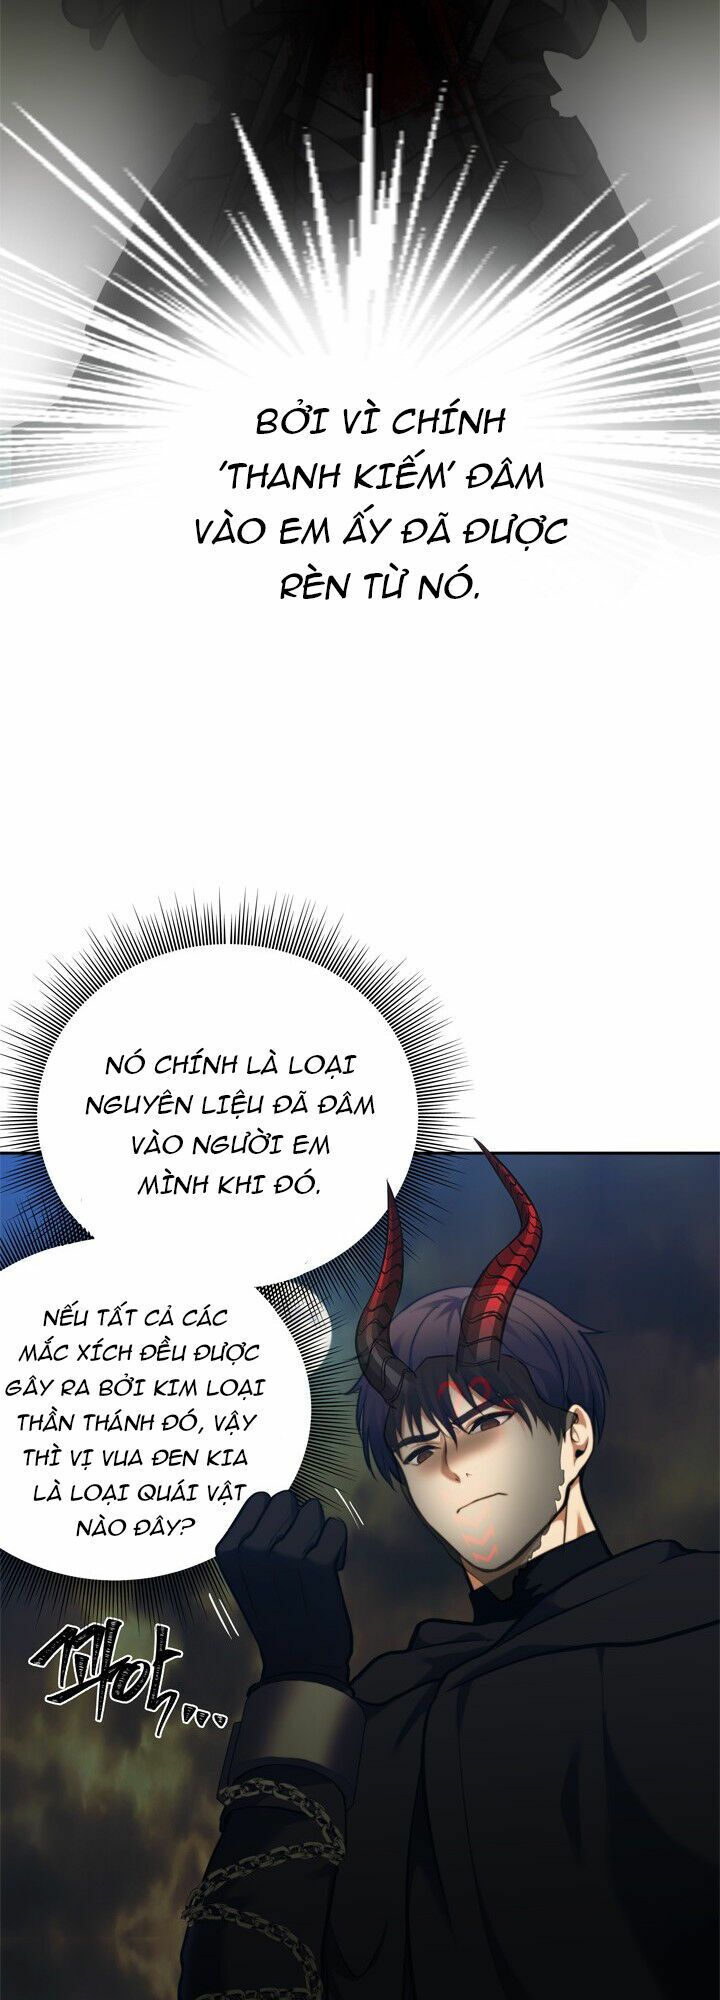 BỞI VÌ CHÍNH
'THANH KIẾM' ĐÂM
VÀO EM ẤY ĐÃ ĐƯỢC
RÈN TỪ NÓ.
NÓ CHÍNH LÀ LOẠI
NGUYÊN LIỆU ĐÃ ĐÂM
VÀO NGƯỜI EM
MÌNH KHI ĐÓ.
NẾU TẤT CẢ CÁC
MẮC XÍCH ĐỀU ĐƯỢC
GÂY RA BỞI KIM LOẠI
THẦN THÁNH ĐÓ, VẬY
THÌ VỊ VUA ĐEN KIA
LÀ LOẠI QUÁI VẬT
NÀO ĐÂY?
꽈악...